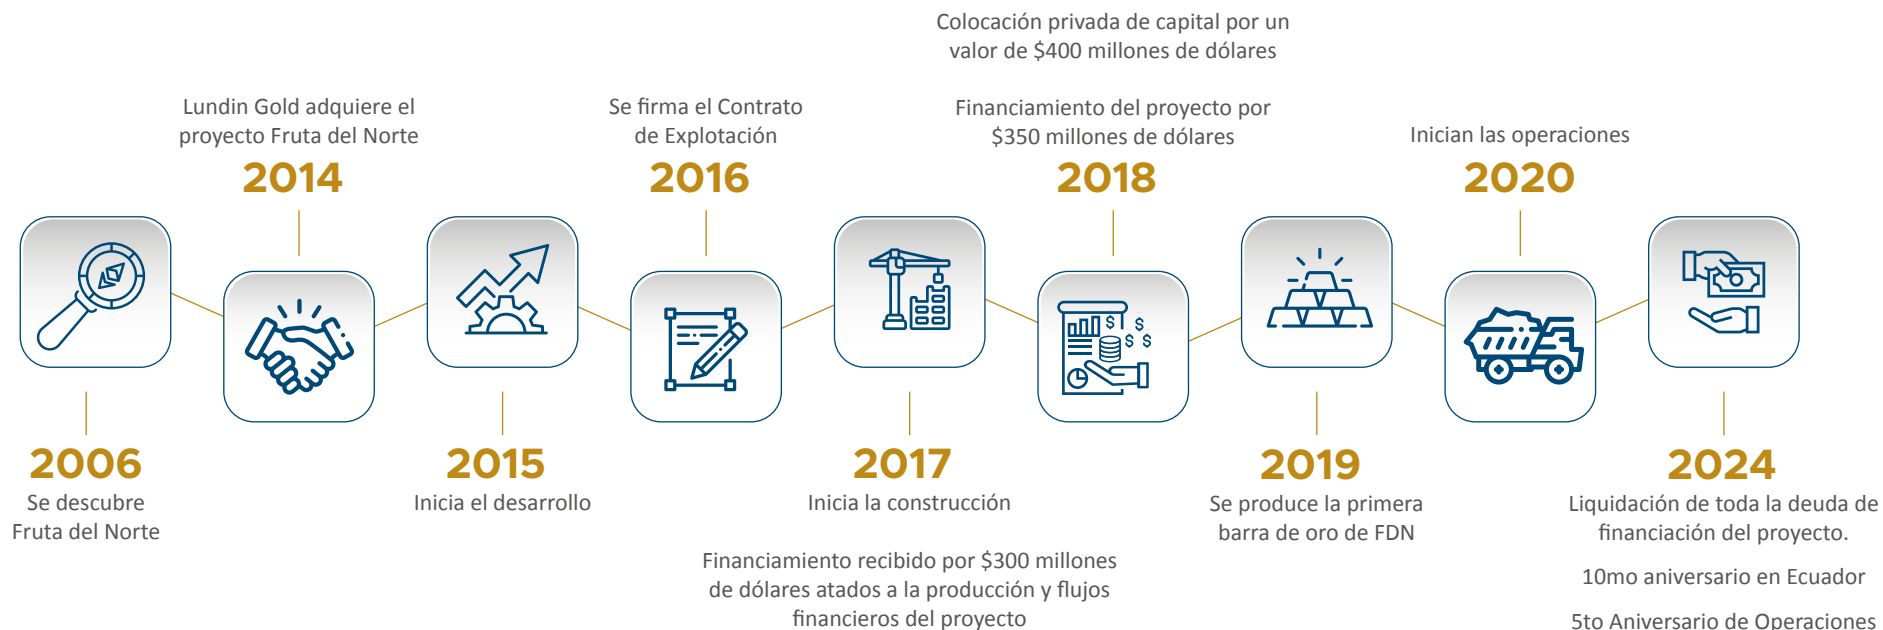 Se descubre
Fruta del Norte
2006
Lundin Gold adquiere el
proyecto Fruta del Norte
2014
2015
Inicia el desarrollo
Se firma el Contrato
de Explotación
2016
2017
Inicia la construcción
Financiamiento recibido por $300 millones
de dólares atados a la producción y flujos
financieros del proyecto
Colocación privada de capital por un
valor de $400 millones de dólares
Financiamiento del proyecto por
$350 millones de dólares
2018
2019
Se produce la primera
barra de oro de FDN
Inician las operaciones
2020
2024
Liquidación de toda la deuda de
financiación del proyecto.
10mo aniversario en Ecuador
5to Aniversario de Operaciones